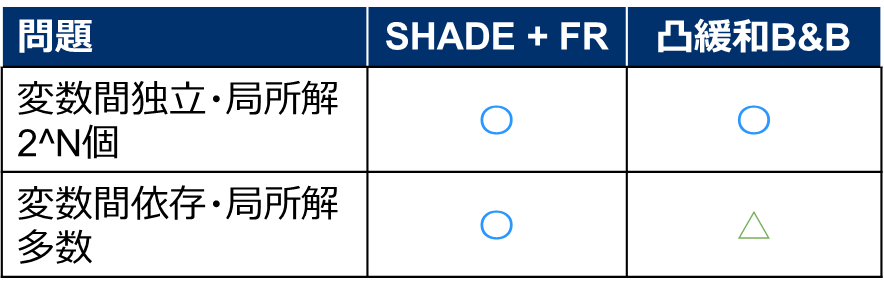 問題
SHADE + FR
凸緩和B&B
変数間独立・局所解
2^N個
〇
〇
変数間依存・局所解
多数
〇
△